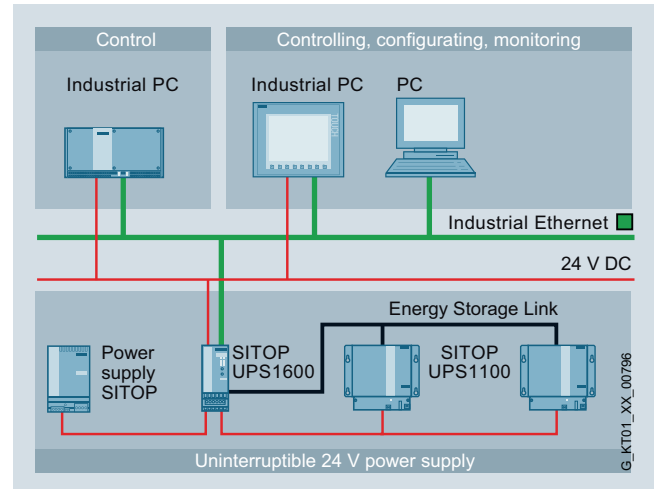 Control
Controlling, configurating, monitoring
Industrial PC
Industrial PC
PC
Industrial Ethernet
24 V DC
Energy Storage Link
Power
supply
SITOP
SITOP
UPS1600
SITOP
UPS1100
G_KT01_XX_00796
Uninterruptible 24 V power supply